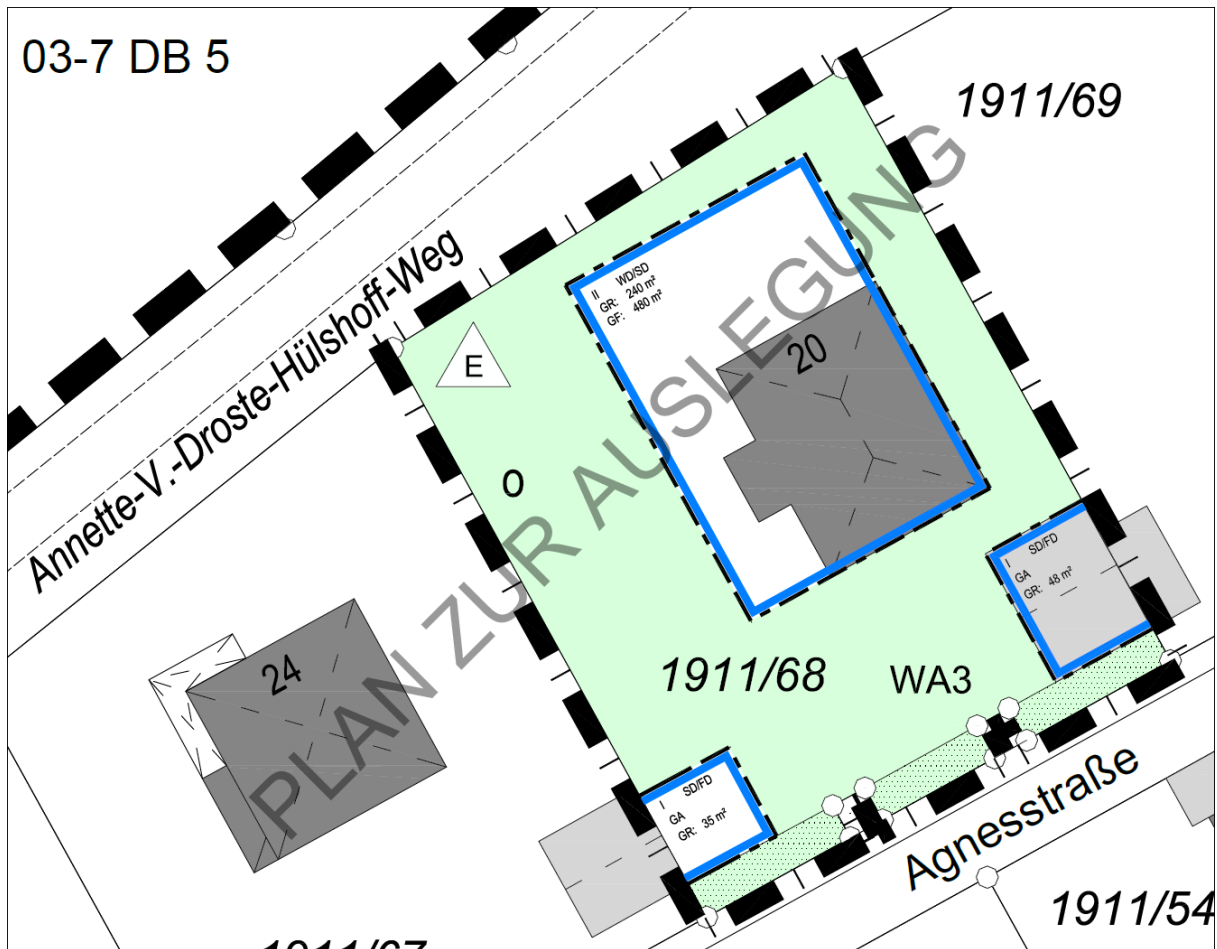 03-7 DB 5
1911/69
Annette-V.-Droste-Hülshoff-Weg
II WD/SD
GR: 240 m²
GF: 480 m²
E
20
O
PLAN ZUR AUSLEGUNG
I SD/FD
GA
GR: 48 m²
24
1911/68
WA3
I SD/FD
GA
GR: 35 m²
Agnesstraße
1911/54
1911/67